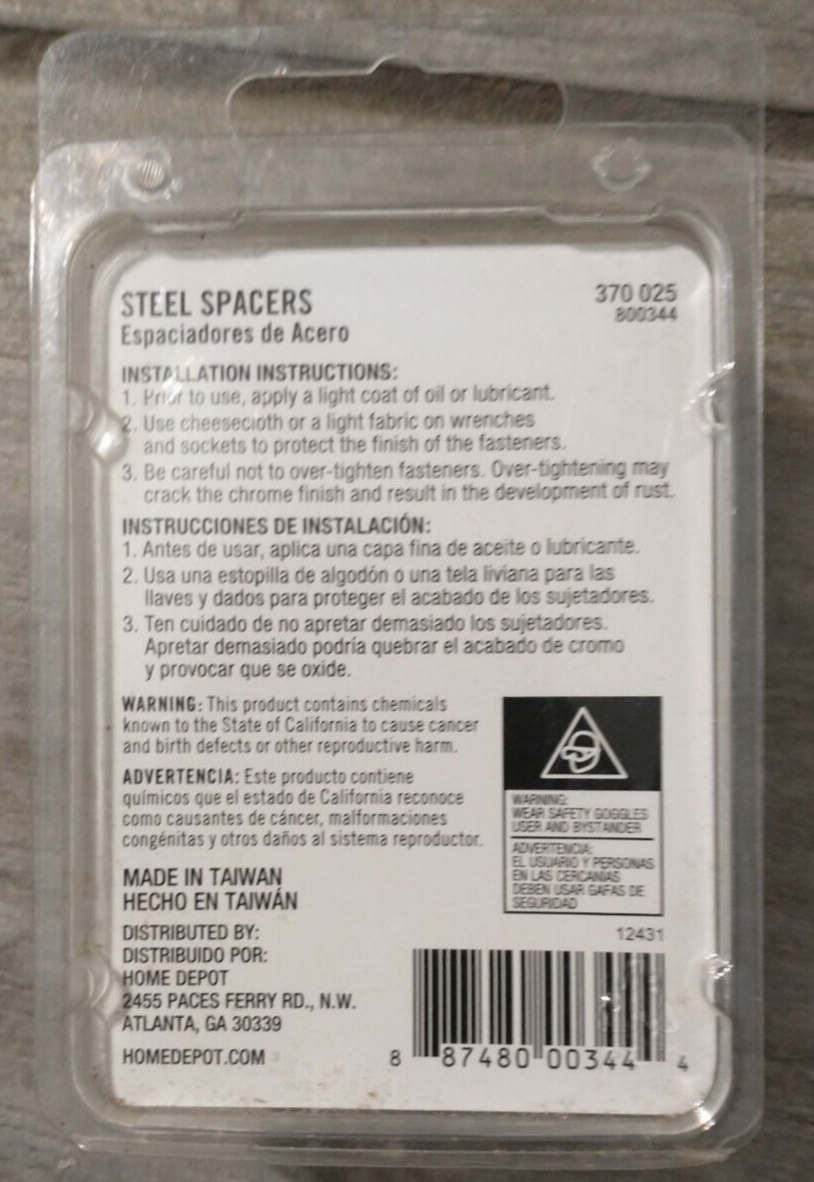 STEEL SPACERS
370 025
Espaciadores de Acero
800344
INSTALLATION INSTRUCTIONS:
1. Prior to use, apply a light coat of oil or lubricant.
2. Use cheesecloth or a light fabric on wrenches
and sockets to protect the finish of the fasteners.
3. Be careful not to over-tighten fasteners. Over-tightening may
crack the chrome finish and result in the development of rust.
INSTRUCCIONES DE INSTALACIÓN:
1. Antes de usar, aplica una capa fina de aceite o lubricante.
2. Usa una estopilla de algodón o una tela liviana para las
llaves y dados para proteger el acabado de los sujetadores.
3. Ten cuidado de no apretar demasiado los sujetadores.
Apretar demasiado podría quebrar el acabado de cromo
y provocar que se oxide.
WARNING: This product contains chemicals
known to the State of California to cause cancer
and birth defects or other reproductive harm.
ADVERTENCIA: Este producto contiene
químicos que el estado de California reconoce
como causantes de cáncer, malformaciones
congénitas y otros daños al sistema reproductor.
WARNING:
WEAR SAFETY GOGGLES
USER AND BYSTANDER
ADVERTENCIA:
EL USUARIO Y PERSONAS
EN LAS CERCANIAS
DEBEN USAR GAFAS DE
SEGURIDAD
MADE IN TAIWAN
HECHO EN TAIWÁN
DISTRIBUTED BY:
DISTRIBUIDO POR:
HOME DEPOT
2455 PACES FERRY RD., N.W.
ATLANTA, GA 30339
HOMEDEPOT.COM
12431
8 87480 00344 4